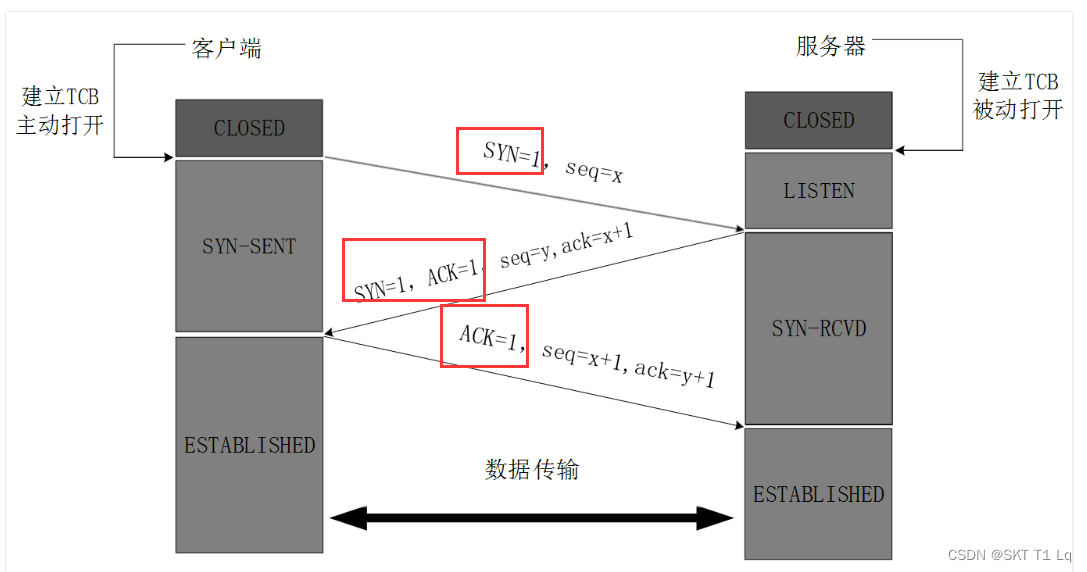 客户端
服务器
建立TCB
主动打开
建立TCB
被动打开
CLOSED
CLOSED
SYN=1, seq=x
LISTEN
SYN-SENT
SYN=1, ACK=1, seq=y,ack=x+1
SYN-RCVD
ACK=1, seq=x+1,ack=y+1
ESTABLISHED
数据传输
ESTABLISHED
CSDN @SKT T1 Lq